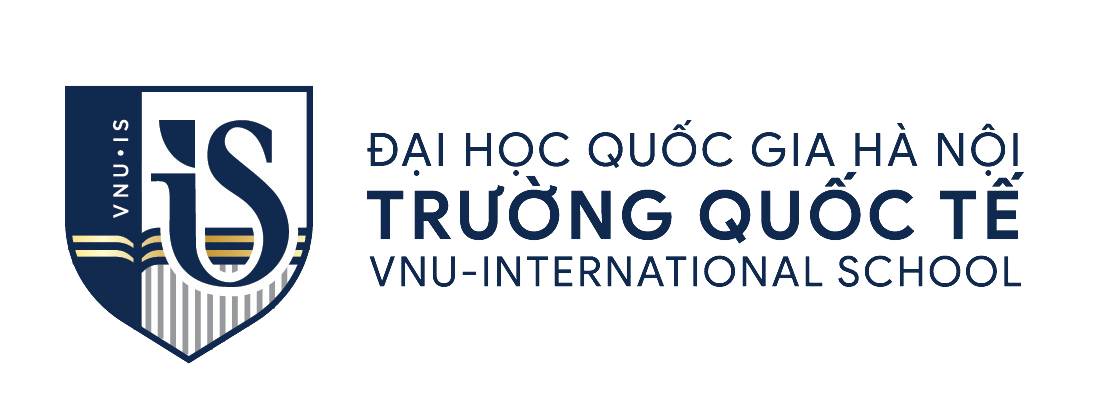 VNU•IS
iS
ĐẠI HỌC QUỐC GIA HÀ NỘI
TRƯỜNG QUỐC TẾ
VNU-INTERNATIONAL SCHOOL